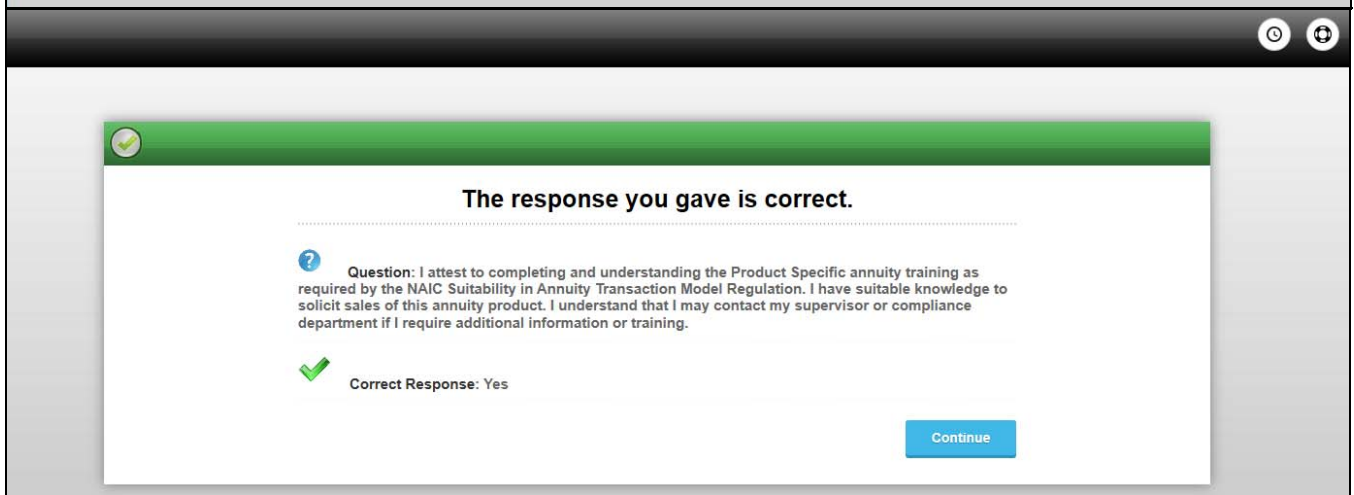 The response you gave is correct.
Question: I attest to completing and understanding the Product Specific annuity training as
required by the NAIC Suitability in Annuity Transaction Model Regulation. I have suitable knowledge to
solicit sales of this annuity product. I understand that I may contact my supervisor or compliance
department if I require additional information or training.
Correct Response: Yes
Continue